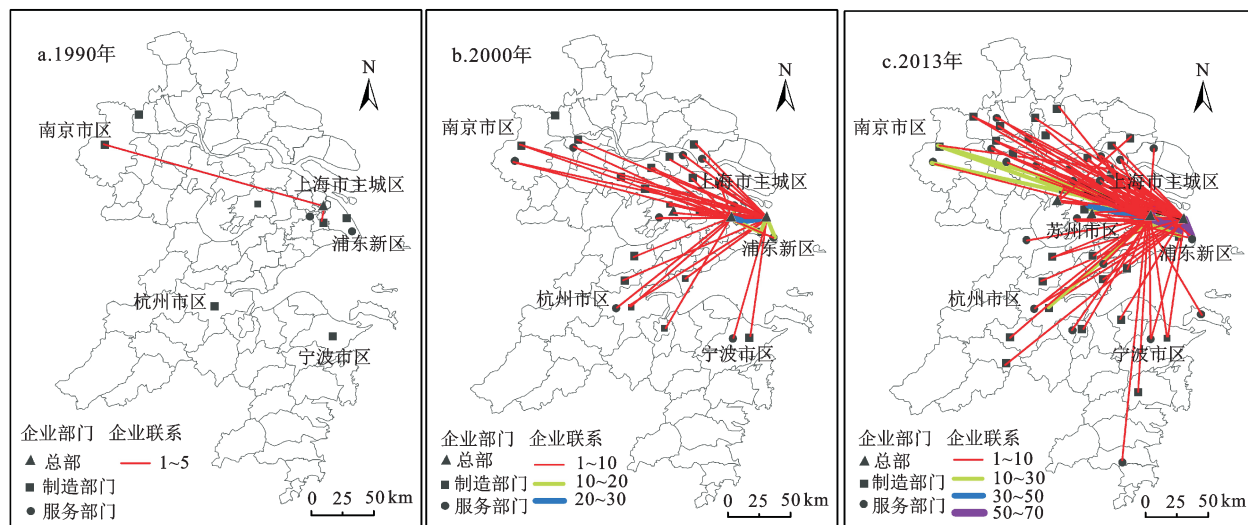 a.1990年
N
南京市区
上海市主城区
浦东新区
杭州市区
宁波市区
企业部门 企业联系
总部 1~5
制造部门
服务部门
0 25 50 km
b.2000年
N
南京市区
上海市主城区
浦东新区
杭州市区
宁波市区
企业部门 企业联系
总部 1~10
制造部门 10~20
服务部门 20~30
0 25 50 km
c.2013年
N
南京市区
上海市主城区
苏州市区
浦东新区
杭州市区
宁波市区
企业部门 企业联系
总部 1~10
制造部门 10~30
服务部门 30~50
50~70
0 25 50 km